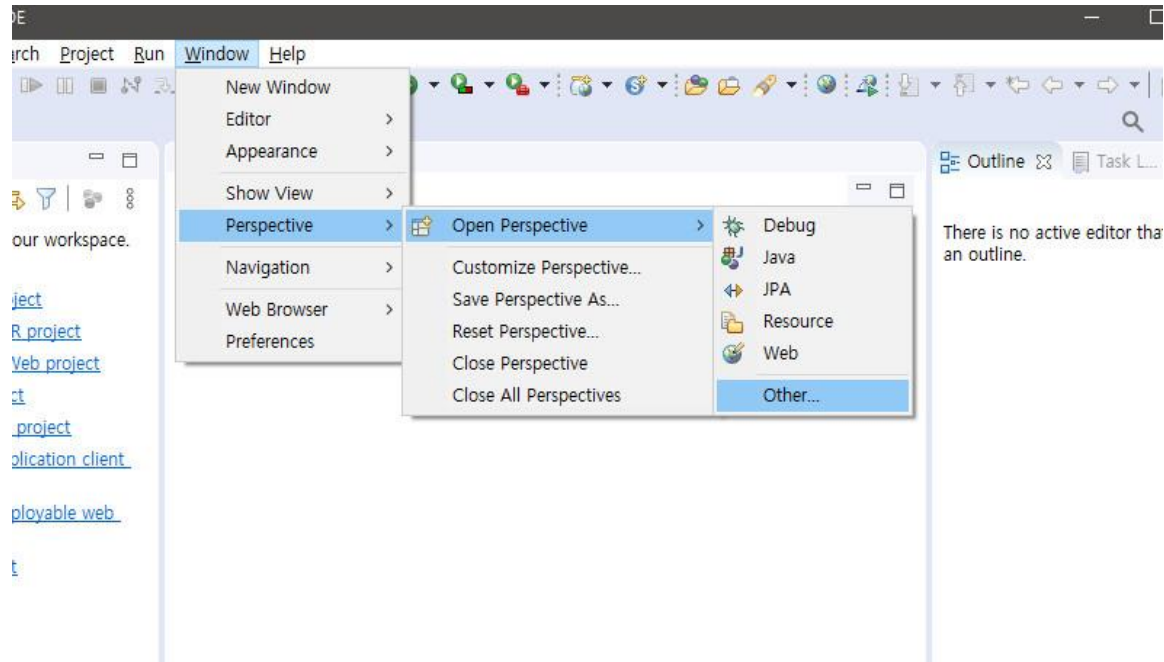 Project Run Window Help
New Window
Editor
Appearance
Show View
Perspective
Navigation
Web Browser
Preferences
Open Perspective
Customize Perspective...
Save Perspective As...
Reset Perspective...
Close Perspective
Close All Perspectives
Debug
Java
JPA
Resource
Web
Other...
Outline Task L...
There is no active editor that
an outline.
our workspace.
ject
R project
Web project
ct
project
plication client
ployable web
t